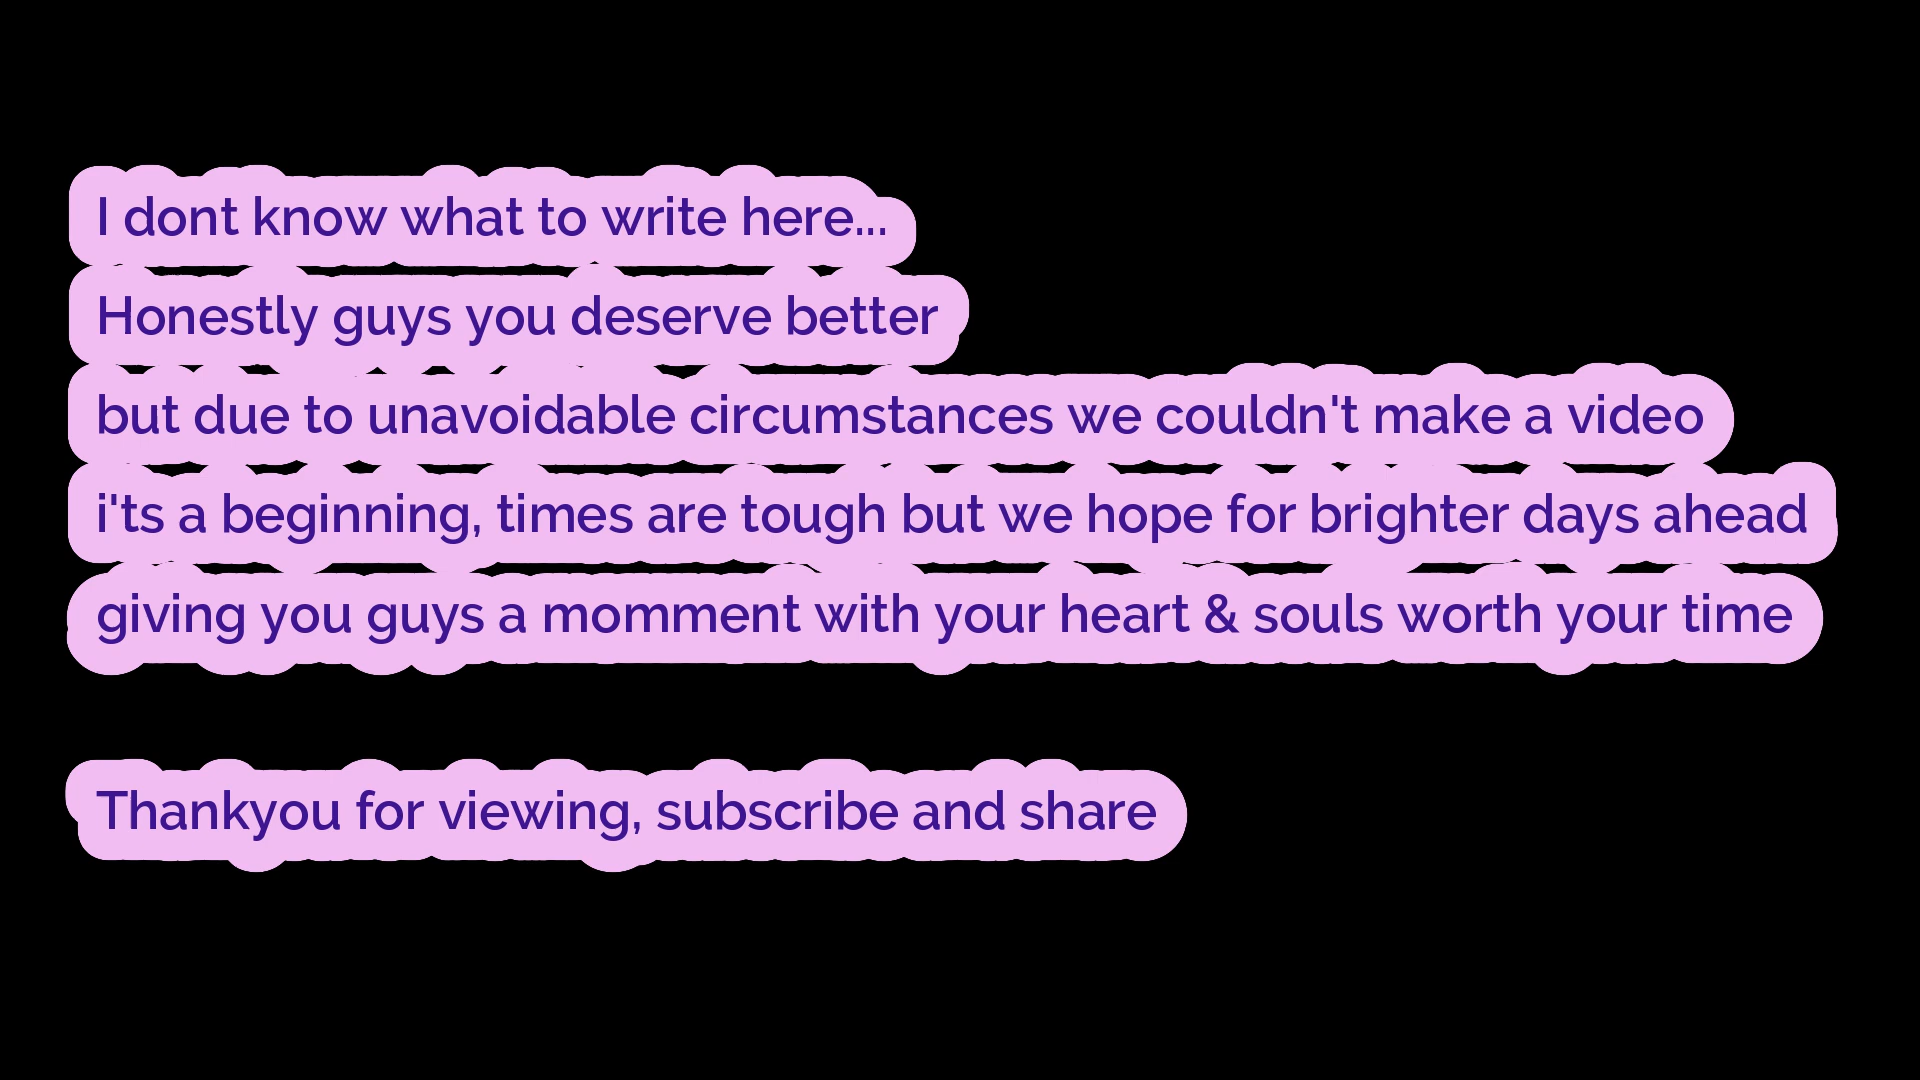 I dont know what to write here...
Honestly guys you deserve better
but due to unavoidable circumstances we couldn't make a video
i'ts a beginning, times are tough but we hope for brighter days ahead
giving you guys a momment with your heart & souls worth your time
Thankyou for viewing, subscribe and share